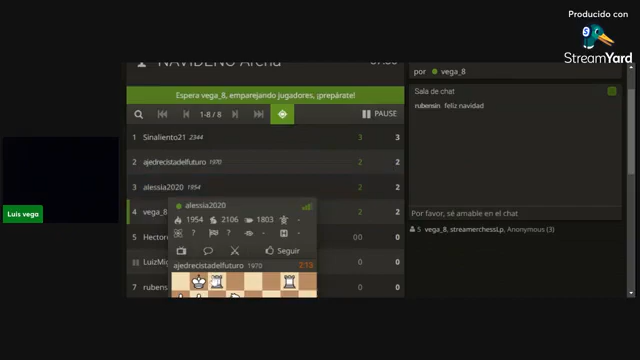 Producido con
StreamYard
NAVIDEÑO Arena
por vega_8
Espera vega_8, emparejando jugadores, ¡prepárate!
Sala de chat
rubensin feliz navidad
1-8 / 8
PAUSE
1 Sinaliento21 2344 3 3
2 ajedrecistadelfuturo 1970 2 2
3 alessia2020 1954 2 2
4 vega_8 2 2
alessia2020
1954 2106 1803 -
? ? - -
Seguir
ajedrecistadelfuturo 1970 2:13
5 Hector 00 0
LuizMig 0 0
7 rubens 0 0
Por favor, sé amable en el chat
5 vega_8, streamerchessLp, Anonymous (3)
Luis vega